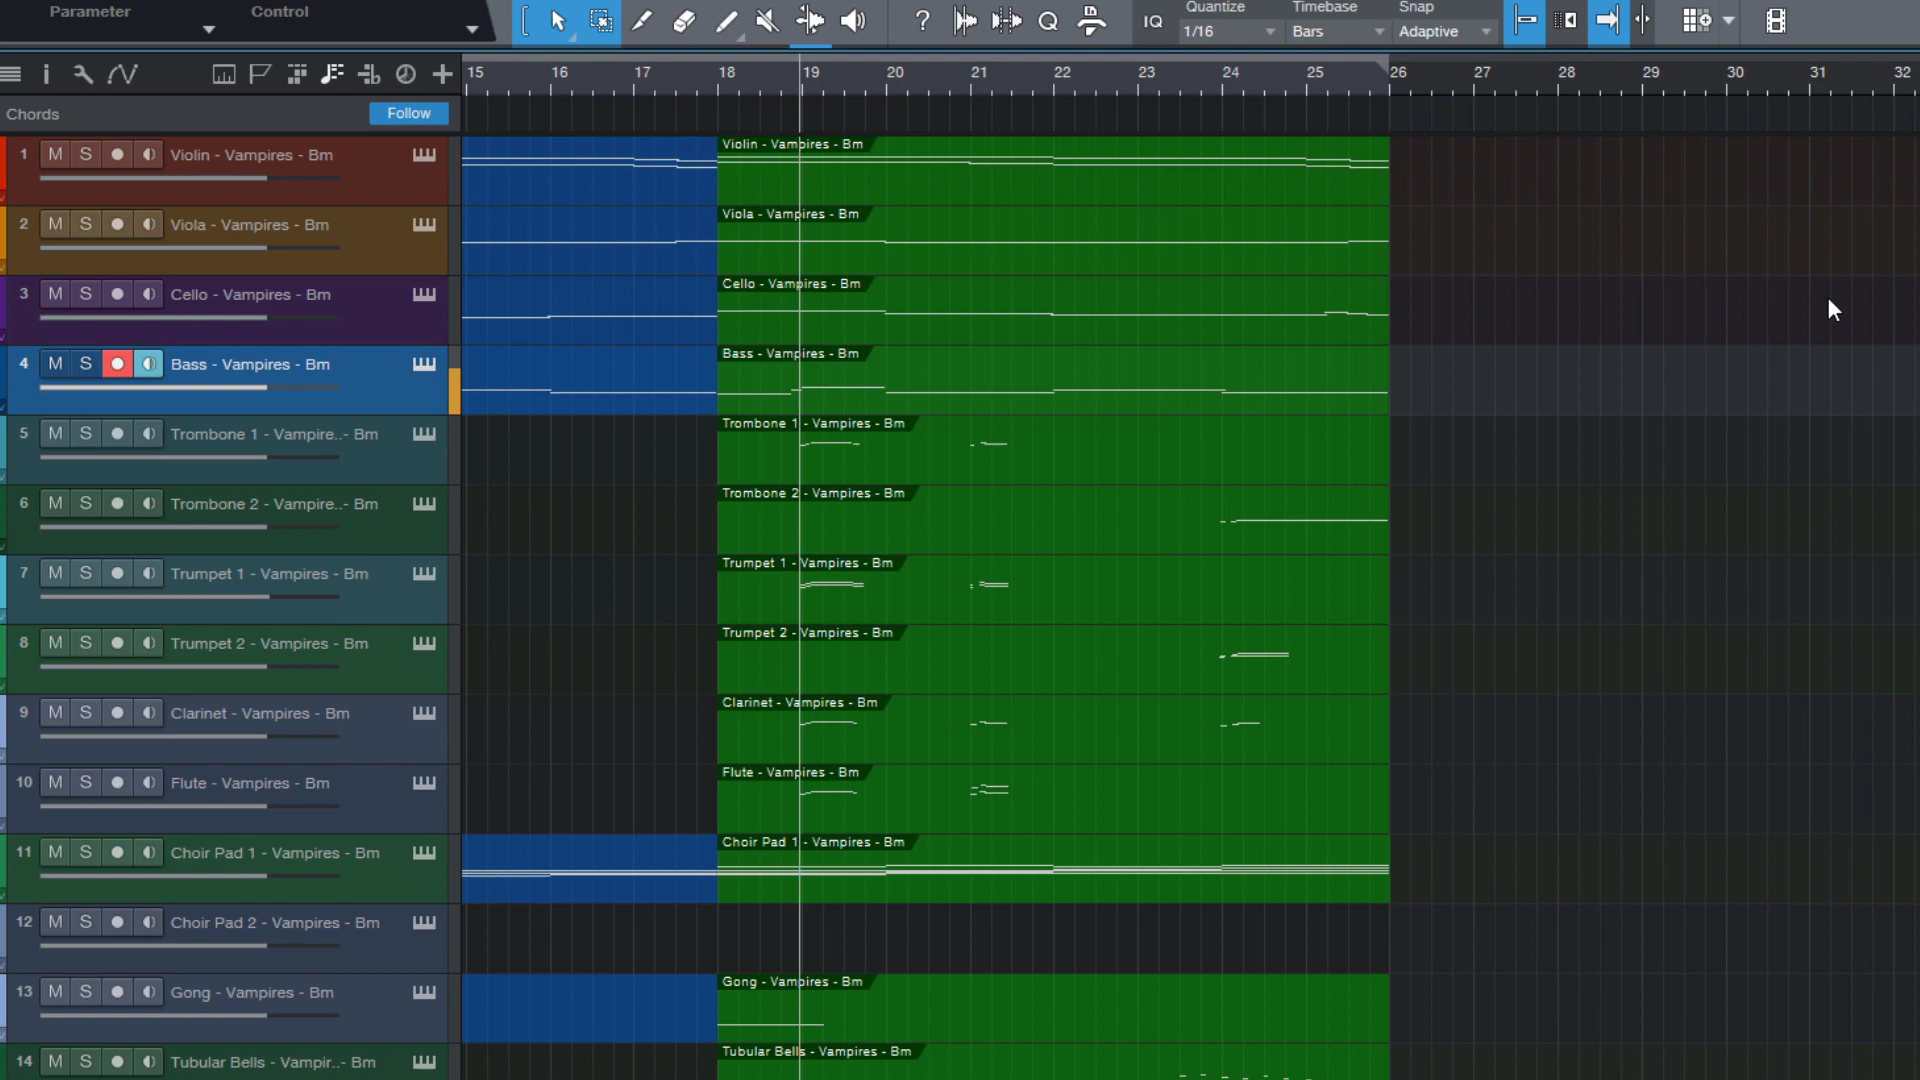 Parameter Control
IQ Quantize 1/16 Timebase Bars Snap Adaptive
15 16 17 18 19 20 21 22 23 24 25 26 27 28 29 30 31 32
Chords Follow
1 M S Violin - Vampires - Bm
Violin - Vampires - Bm
2 M S Viola - Vampires - Bm
Viola - Vampires - Bm
3 M S Cello - Vampires - Bm
Cello - Vampires - Bm
4 M S Bass - Vampires - Bm
Bass - Vampires - Bm
5 M S Trombone 1 - Vampire..- Bm
Trombone 1 - Vampires - Bm
6 M S Trombone 2 - Vampire..- Bm
Trombone 2 - Vampires - Bm
7 M S Trumpet 1 - Vampires - Bm
Trumpet 1 - Vampires - Bm
8 M S Trumpet 2 - Vampires - Bm
Trumpet 2 - Vampires - Bm
9 M S Clarinet - Vampires - Bm
Clarinet - Vampires - Bm
10 M S Flute - Vampires - Bm
Flute - Vampires - Bm
11 M S Choir Pad 1 - Vampires - Bm
Choir Pad 1 - Vampires - Bm
12 M S Choir Pad 2 - Vampires - Bm
13 M S Gong - Vampires - Bm
Gong - Vampires - Bm
14 M S Tubular Bells - Vampir..- Bm
Tubular Bells - Vampires - Bm